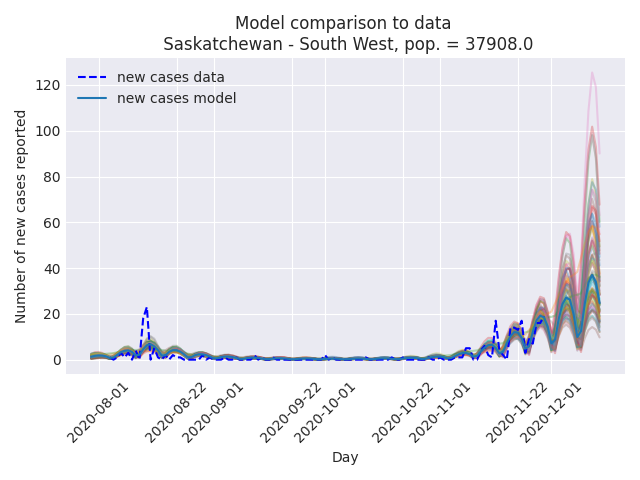 Model comparison to data
Saskatchewan - South West, pop. = 37908.0
new cases data
new cases model
Number of new cases reported
120
100
80
60
40
20
0
2020-08-01
2020-08-22
2020-09-01
2020-09-22
2020-10-01
2020-10-22
2020-11-01
2020-11-22
2020-12-01
Day